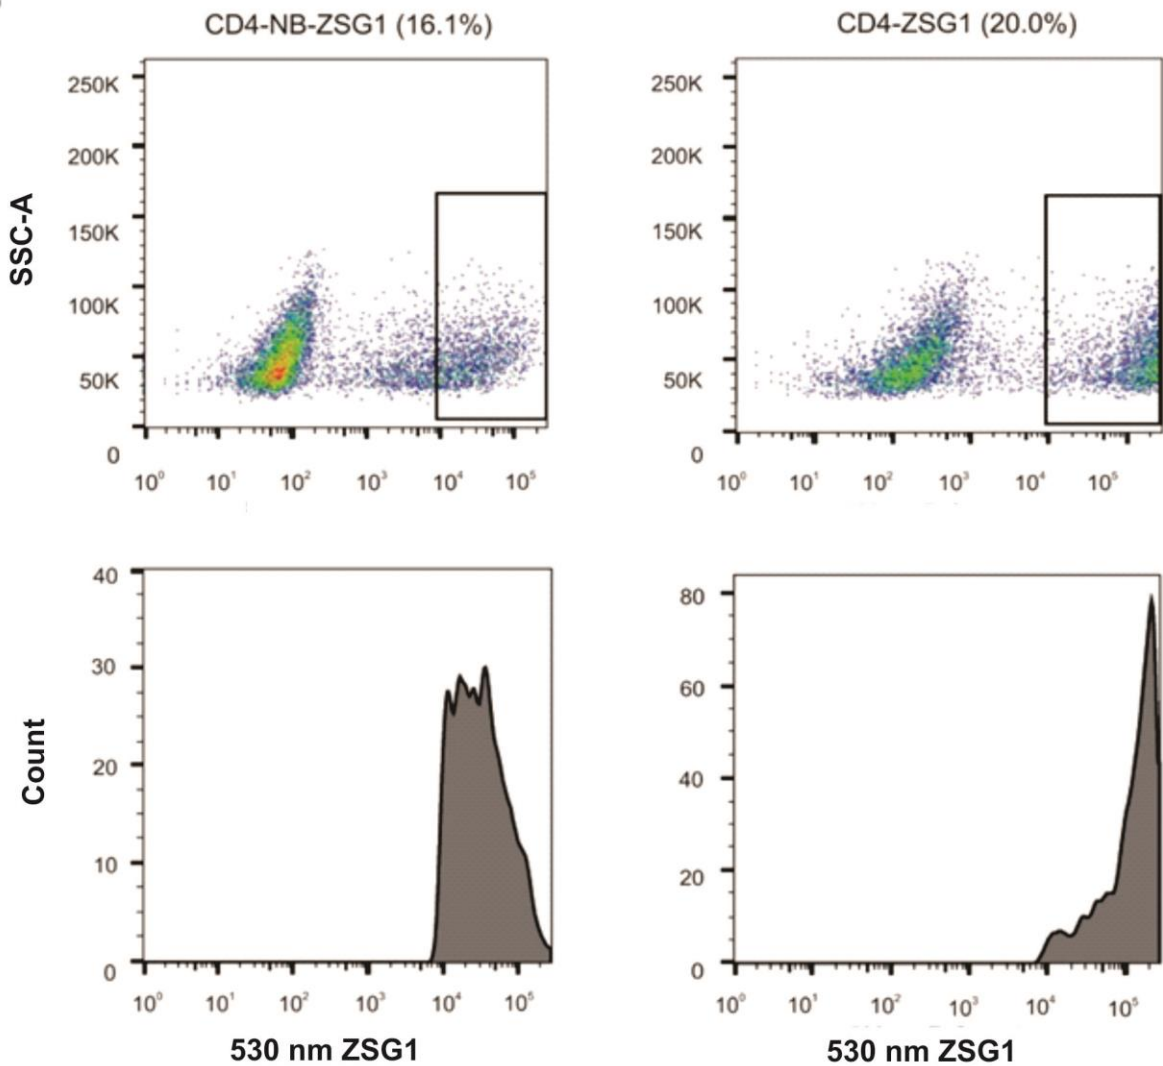 CD4-NB-ZSG1 (16.1%)
CD4-ZSG1 (20.0%)
SSC-A
250K
200K
150K
100K
50K
0
10⁰ 10¹ 10² 10³ 10⁴ 10⁵
250K
200K
150K
100K
50K
0
10⁰ 10¹ 10² 10³ 10⁴ 10⁵
Count
40
30
20
10
0
10⁰ 10¹ 10² 10³ 10⁴ 10⁵
530 nm ZSG1
80
60
40
20
0
10⁰ 10¹ 10² 10³ 10⁴ 10⁵
530 nm ZSG1